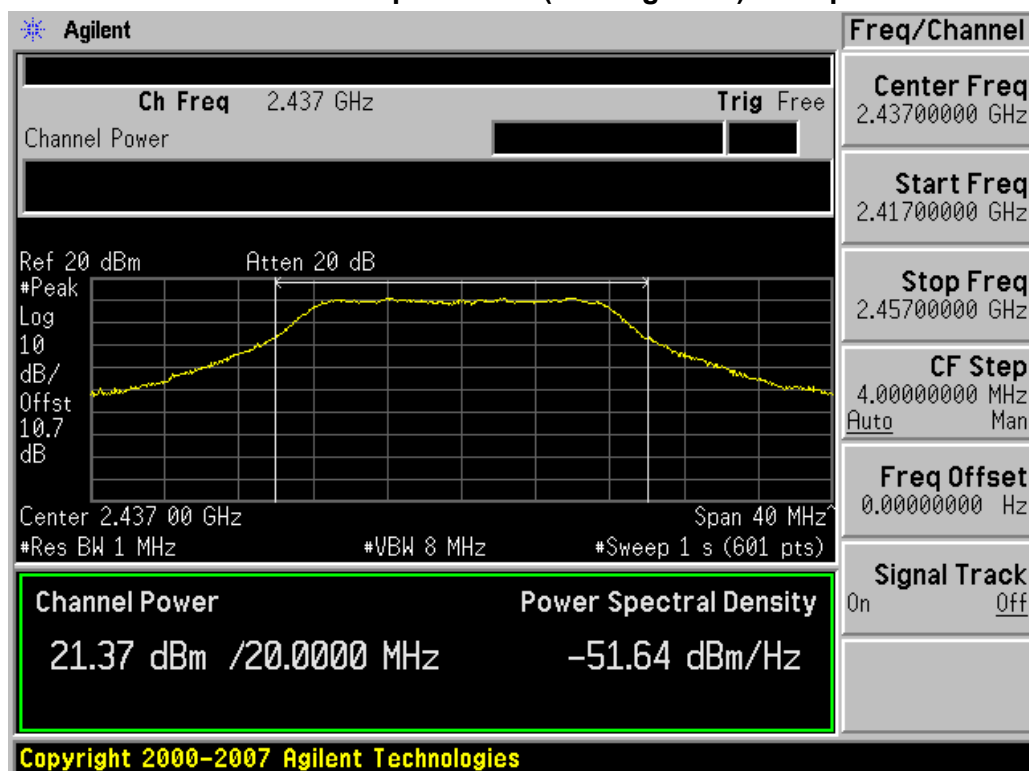 Agilent
Freq/Channel
Ch Freq 2.437 GHz Trig Free
Channel Power
Center Freq
2.43700000 GHz
Start Freq
2.41700000 GHz
Stop Freq
2.45700000 GHz
CF Step
4.00000000 MHz
Auto Man
Freq Offset
0.00000000 Hz
Signal Track
On Off
Ref 20 dBm Atten 20 dB
#Peak
Log
10
dB/
Offst
10.7
dB
Center 2.437 00 GHz Span 40 MHz^
#Res BW 1 MHz #VBW 8 MHz #Sweep 1 s (601 pts)
Channel Power Power Spectral Density
21.37 dBm /20.0000 MHz -51.64 dBm/Hz
Copyright 2000-2007 Agilent Technologies